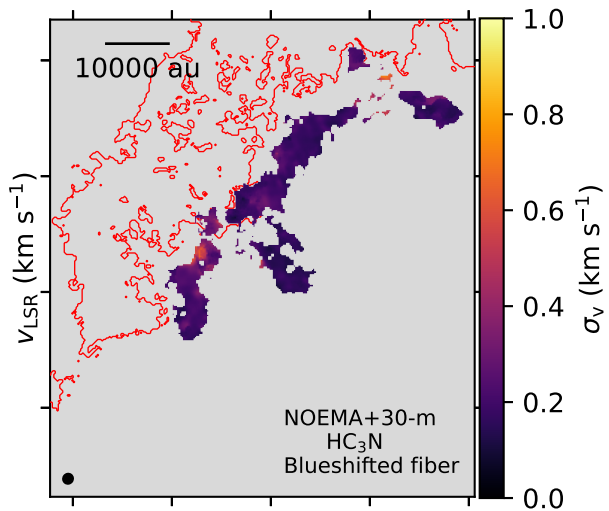 10000 au
v_LSR (km s⁻¹)
NOEMA+30-m
HC₃N
Blueshifted fiber
1.0
0.8
0.6
0.4
0.2
0.0
σ_v (km s⁻¹)